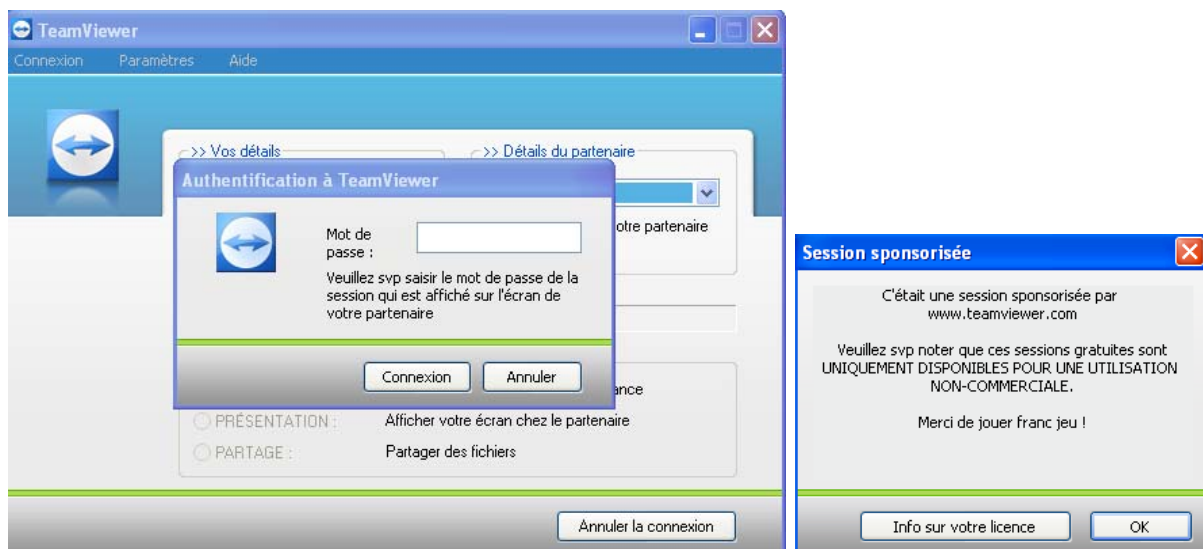 TeamViewer
Connexion Paramètres Aide
>> Vos détails
>> Détails du partenaire
otre partenaire
Authentification à TeamViewer
Mot de
passe :
Veuillez svp saisir le mot de passe de la
session qui est affiché sur l'écran de
votre partenaire
Connexion Annuler
ance
PRÉSENTATION : Afficher votre écran chez le partenaire
PARTAGE : Partager des fichiers
Annuler la connexion
Session sponsorisée
C'était une session sponsorisée par
www.teamviewer.com
Veuillez svp noter que ces sessions gratuites sont
UNIQUEMENT DISPONIBLES POUR UNE UTILISATION
NON-COMMERCIALE.
Merci de jouer franc jeu !
Info sur votre licence OK